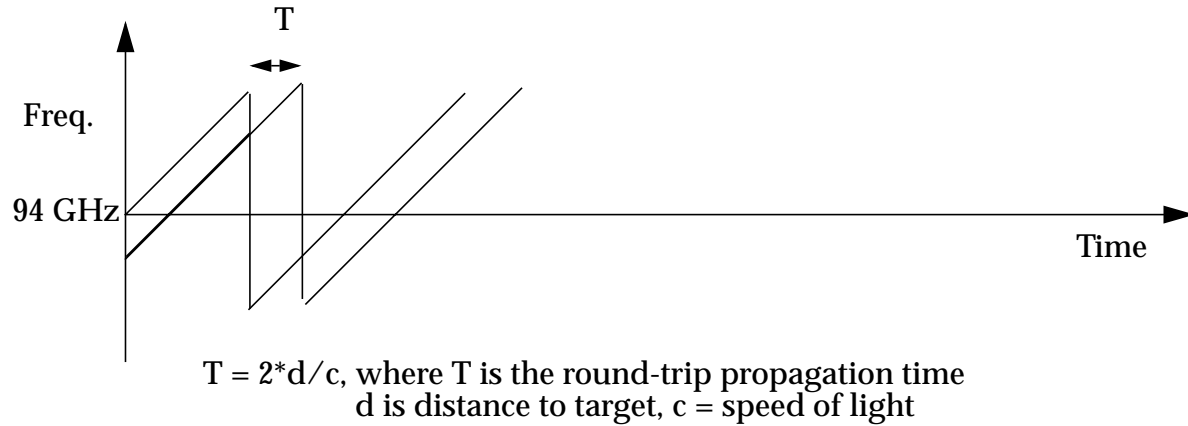 T
Freq.
94 GHz
Time
T = 2*d/c, where T is the round-trip propagation time
d is distance to target, c = speed of light